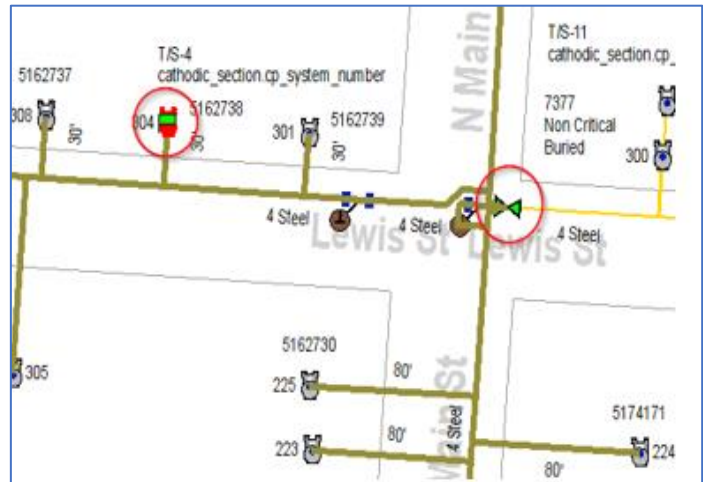 T/S-4
cathodic_section.cp_system_number
5162737
308
304
5162738
301
5162739
30'
30'
30'
N Main
T/S-11
cathodic_section.cp_
7377
Non Critical
Buried
300
4 Steel
4 Steel
4 Steel
Lewis St
Lewis St
305
5162730
225
80'
223
80'
4 Steel
Main St
5174171
224
80'